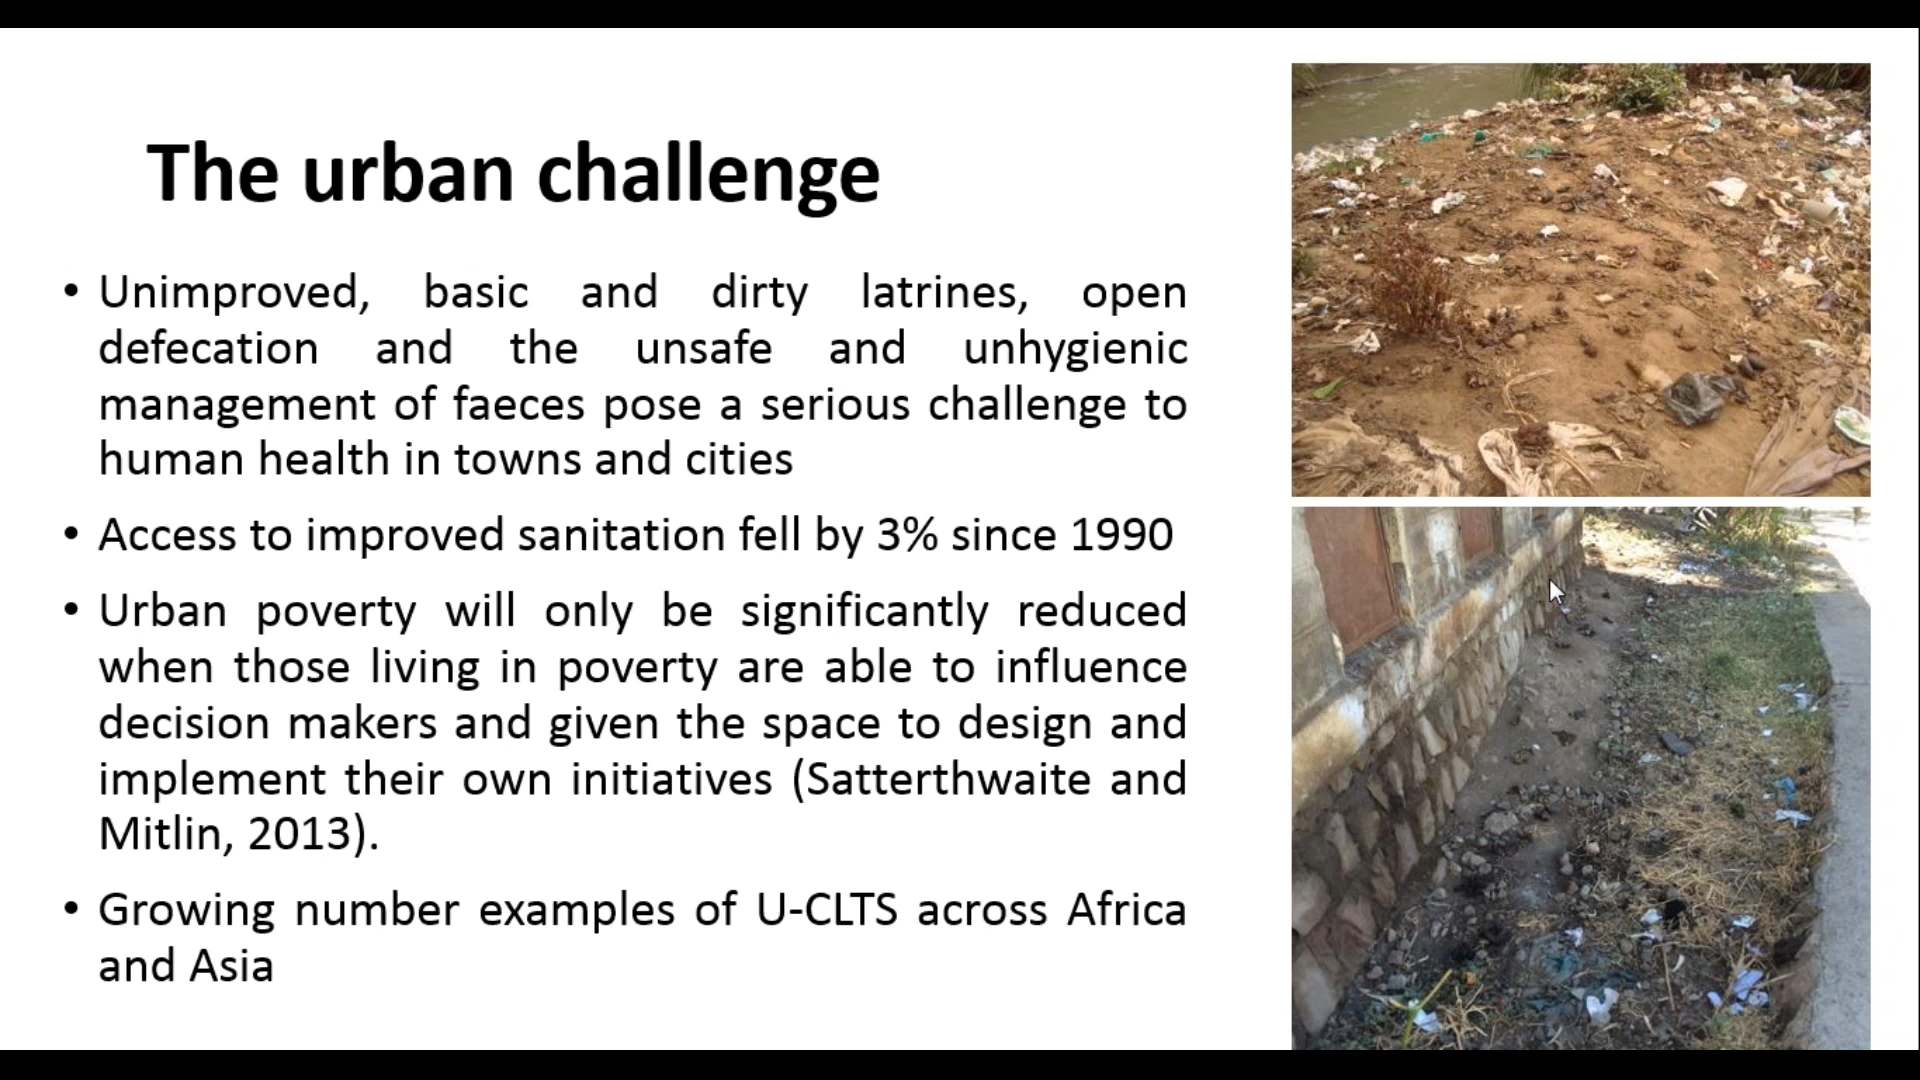 The urban challenge
• Unimproved, basic and dirty latrines, open
defecation and the unsafe and unhygienic
management of faeces pose a serious challenge to
human health in towns and cities
• Access to improved sanitation fell by 3% since 1990
• Urban poverty will only be significantly reduced
when those living in poverty are able to influence
decision makers and given the space to design and
implement their own initiatives (Satterthwaite and
Mitlin, 2013).
• Growing number examples of U-CLTS across Africa
and Asia